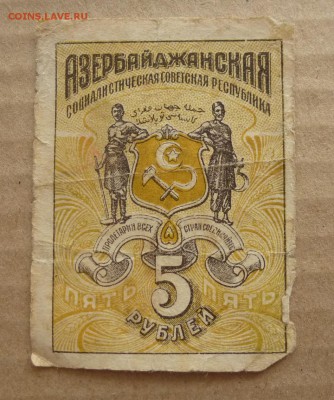 COINS.LAVE.RU
АЗЕРБАЙДЖАНСКАЯ
СОЦИАЛИСТИЧЕСКАЯ СОВЕТСКАЯ РЕСПУБЛИКА
ПРОЛЕТАРИИ ВСЕХ СТРАН СОЕДИНЯЙТЕСЬ
ПЯТЬ 5 ПЯТЬ
РУБЛЕЙ